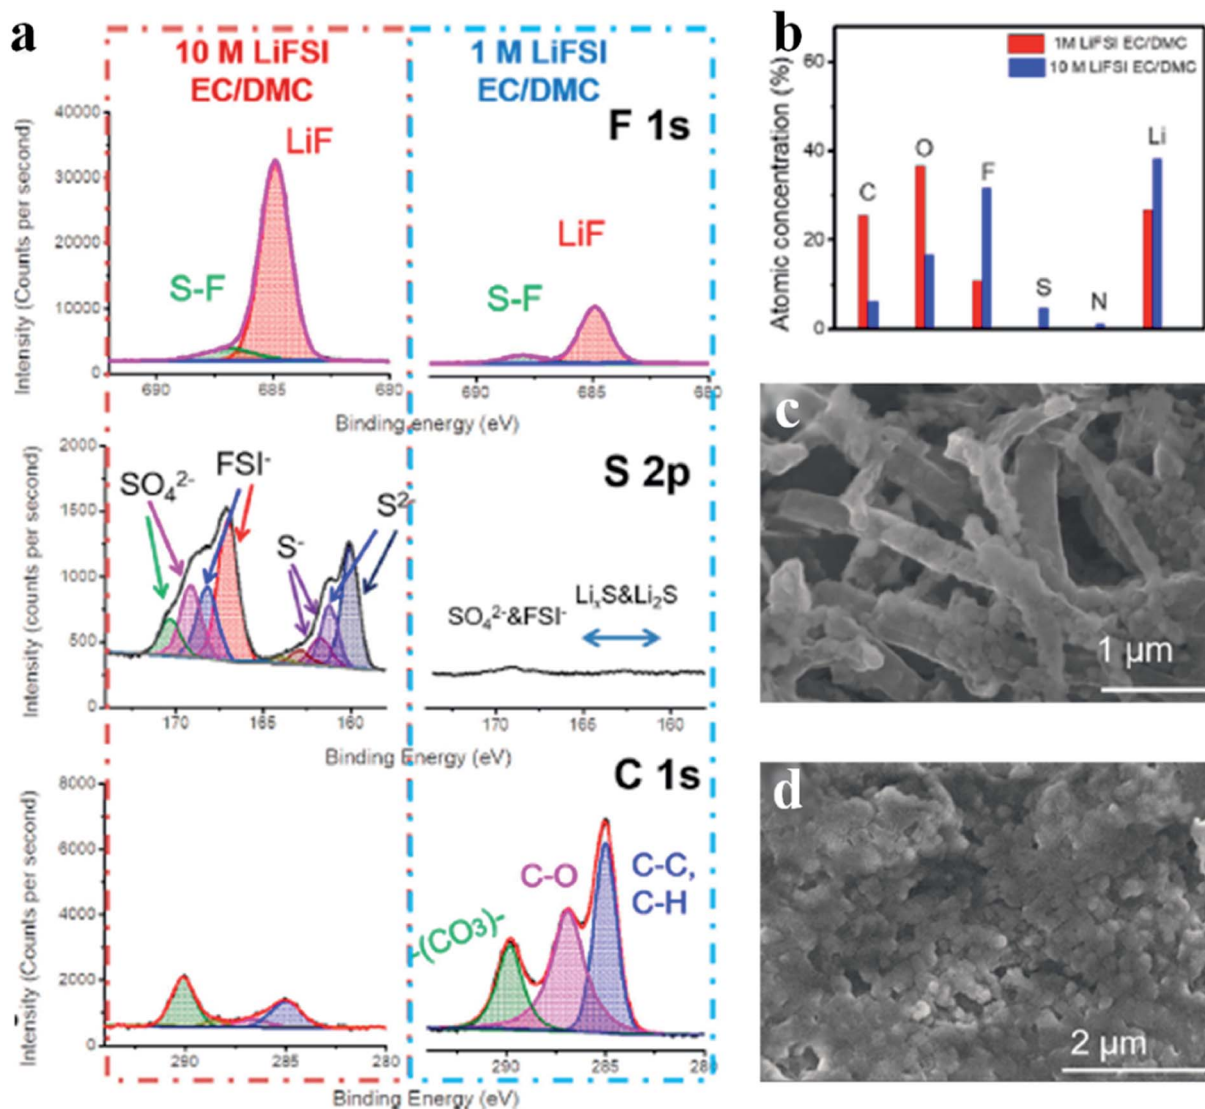 a
10 M LiFSI
EC/DMC
1 M LiFSI
EC/DMC
F 1s
LiF
S-F
LiF
S-F
40000
30000
20000
10000
0
Intensity (Counts per second)
690 685 680
690 685 680
Binding energy (eV)
S 2p
SO₄²⁻
FSI⁻
S⁻
S²⁻
SO₄²⁻&FSI⁻
LiₓS&Li₂S
2000
1500
1000
500
0
Intensity (counts per second)
170 165 160
170 165 160
Binding Energy (eV)
C 1s
-(CO₃)-
C-O
C-C,
C-H
8000
6000
4000
2000
0
Intensity (Counts per second)
290 285 280
290 285 280
Binding Energy (eV)
b
1M LiFSI EC/DMC
10 M LiFSI EC/DMC
Atomic concentration (%)
60
40
20
0
C
O
F
S
N
Li
c
1 µm
d
2 µm